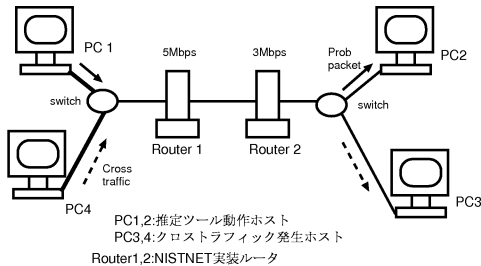 PC 1
5Mbps
3Mbps
Prob
packet
PC2
switch
switch
Router 1
Router 2
Cross
traffic
PC4
PC3
PC1,2:推定ツール動作ホスト
PC3,4:クロストラフィック発生ホスト
Router1,2:NISTNET実装ルータ